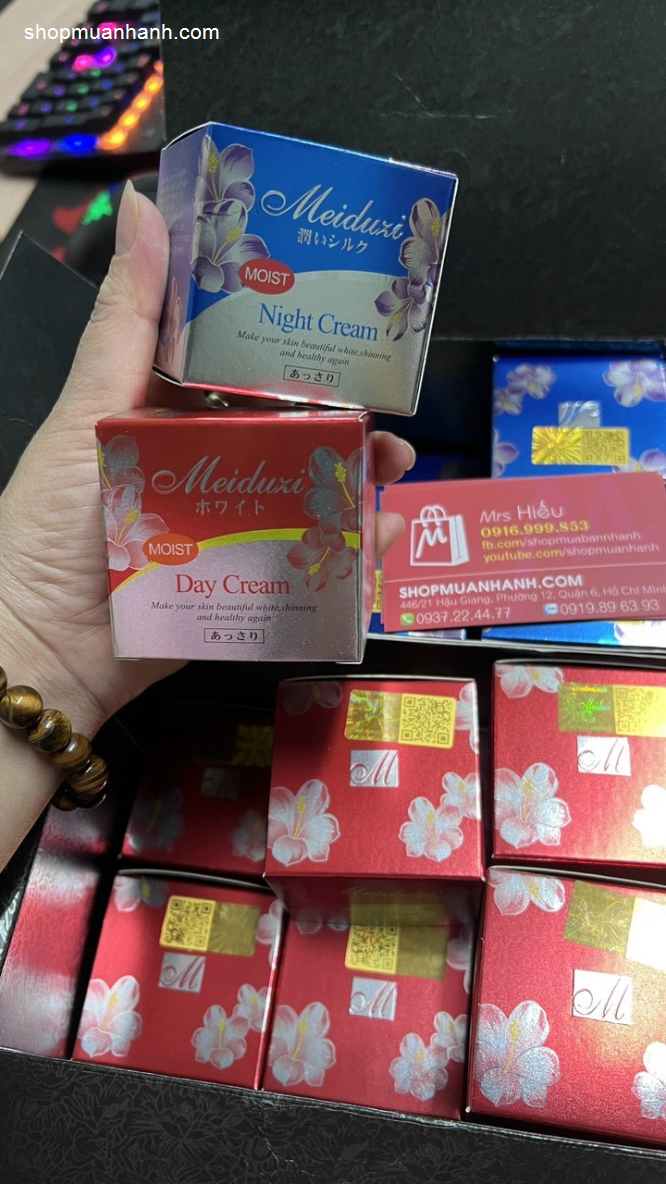 shopmuanhanh.com
Meiduzi
潤いシルク
MOIST
Night Cream
Make your skin beautiful white,shinning
and healthy again
あっさり
Meiduzi
ホワイト
MOIST
Day Cream
Make your skin beautiful white,shinning
and healthy again
あっさり
M
Mrs Hiếu
0916.999.853
fb.com/shopmuabannhanh
youtube.com/shopmuanhanh
SHOPMUANHANH.COM
446/21 Hậu Giang, Phường 12, Quận 6, Hồ Chí Minh
0937.22.44.77
0919.89 63 93
M
Meiduzi
M
M
M
M